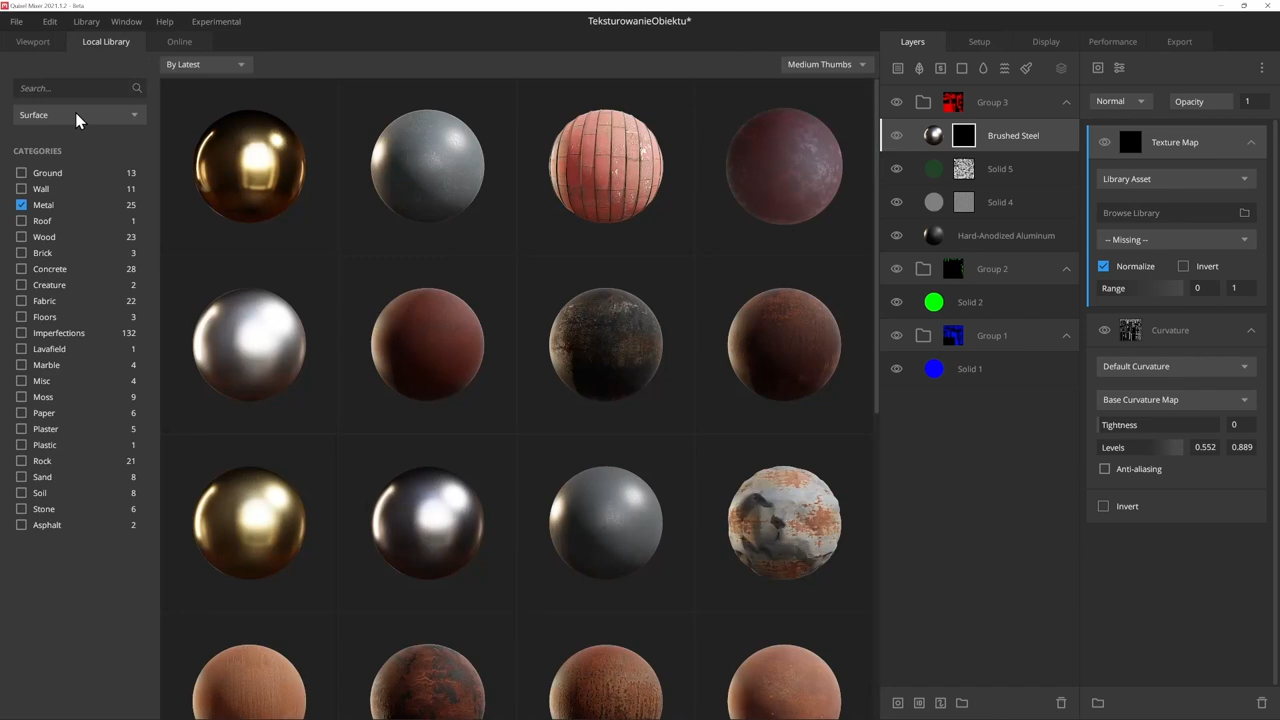 Quixel Mixer 2021.1.2 - Beta
File Edit Library Window Help Experimental
TeksturowanieObiektu*
Viewport Local Library Online
Layers Setup Display Performance Export
Search...
Surface
By Latest
Medium Thumbs
CATEGORIES
Ground 13
Wall 11
Metal 25
Roof 1
Wood 23
Brick 3
Concrete 28
Creature 2
Fabric 22
Floors 3
Imperfections 132
Lavafield 1
Marble 4
Misc 4
Moss 9
Paper 6
Plaster 5
Plastic 1
Rock 21
Sand 8
Soil 8
Stone 6
Asphalt 2
Group 3
Brushed Steel
Solid 5
Solid 4
Hard-Anodized Aluminum
Group 2
Solid 2
Group 1
Solid 1
Normal Opacity 1
Texture Map
Library Asset
Browse Library
-- Missing --
Normalize Invert
Range 0 1
Curvature
Default Curvature
Base Curvature Map
Tightness 0
Levels 0.552 0.889
Anti-aliasing
Invert